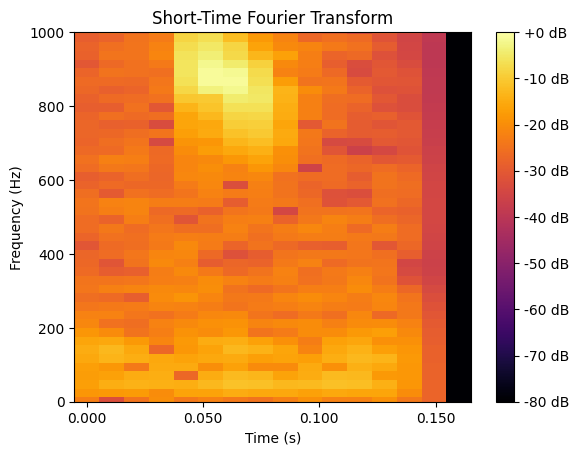 Short-Time Fourier Transform
1000
800
600
400
200
0
Frequency (Hz)
0.000
0.050
0.100
0.150
Time (s)
+0 dB
-10 dB
-20 dB
-30 dB
-40 dB
-50 dB
-60 dB
-70 dB
-80 dB